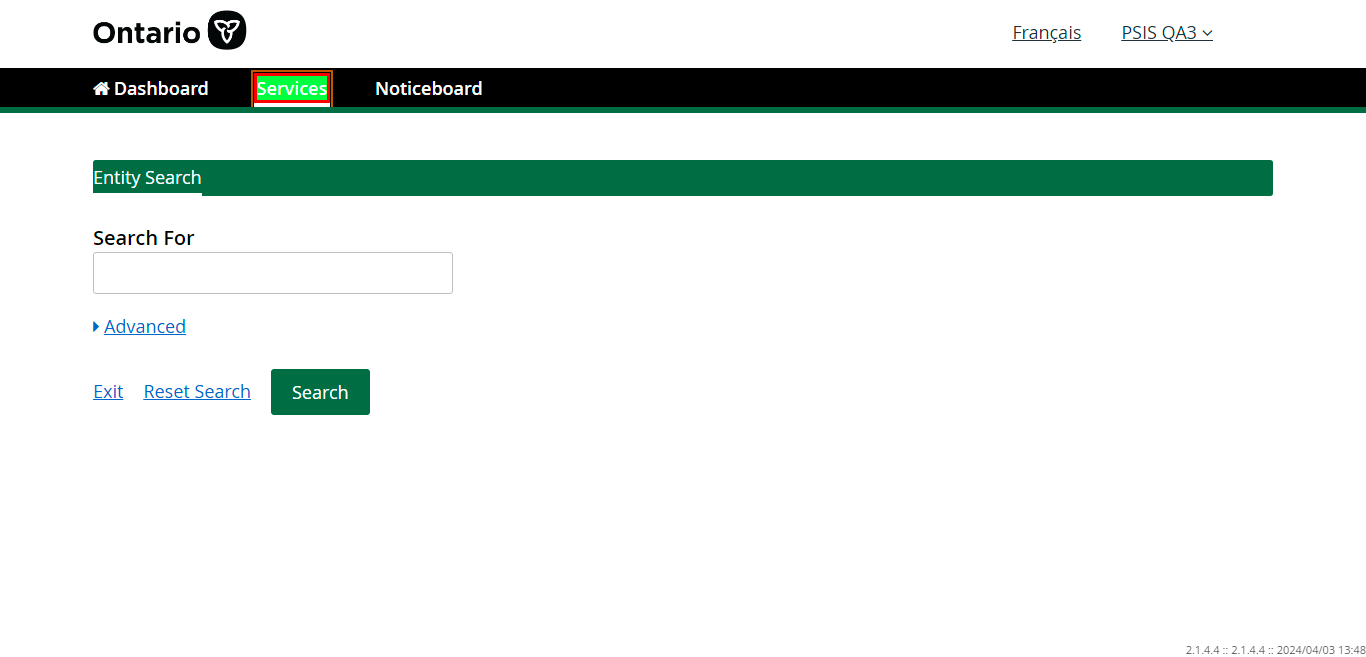 Ontario
Français PSIS QA3
Dashboard Services Noticeboard
Entity Search
Search For
Advanced
Exit Reset Search Search
2.1.4.4 :: 2.1.4.4 :: 2024/04/03 13:48